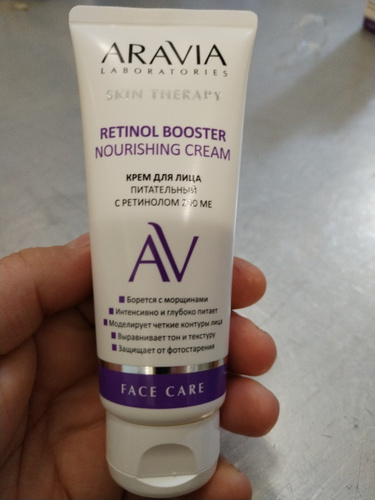 ARAVIA
LABORATORIES
SKIN THERAPY
RETINOL BOOSTER
NOURISHING CREAM
КРЕМ ДЛЯ ЛИЦА
ПИТАТЕЛЬНЫЙ
С РЕТИНОЛОМ МЕ
AV
Борется с морщинами
Интенсивно и глубоко питает
Моделирует четкие контуры лица
Выравнивает тон и текстуру
Защищает от фотостарения
FACE CARE